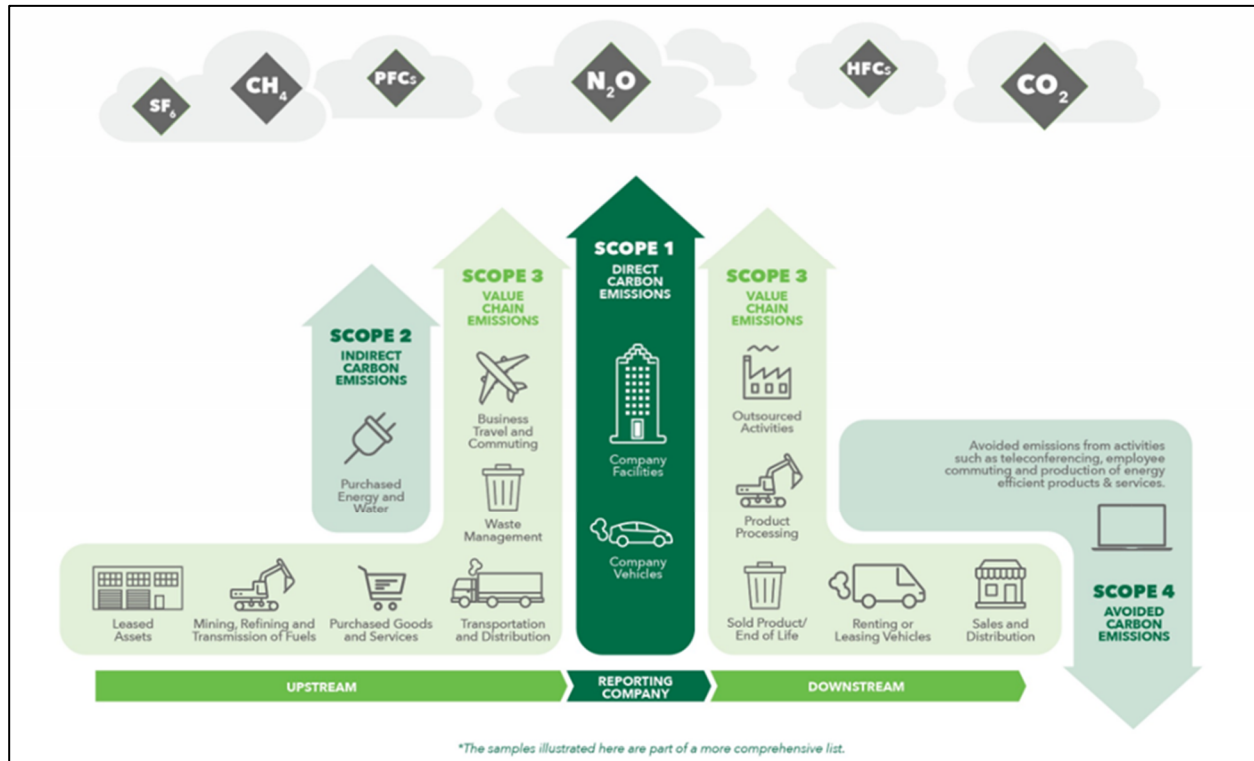 SF6
CH4
PFCs
N2O
HFCs
CO2
SCOPE 1
DIRECT
CARBON
EMISSIONS
Company
Facilities
Company
Vehicles
SCOPE 2
INDIRECT
CARBON
EMISSIONS
Purchased
Energy and
Water
SCOPE 3
VALUE
CHAIN
EMISSIONS
Business
Travel and
Commuting
Waste
Management
Leased
Assets
Mining, Refining and
Transmission of Fuels
Purchased Goods
and Services
Transportation
and Distribution
SCOPE 3
VALUE
CHAIN
EMISSIONS
Outsourced
Activities
Product
Processing
Sold Product/
End of Life
Renting or
Leasing Vehicles
Sales and
Distribution
Avoided emissions from activities
such as teleconferencing, employee
commuting and production of energy
efficient products & services.
SCOPE 4
AVOIDED
CARBON
EMISSIONS
UPSTREAM
REPORTING
COMPANY
DOWNSTREAM
*The samples illustrated here are part of a more comprehensive list.